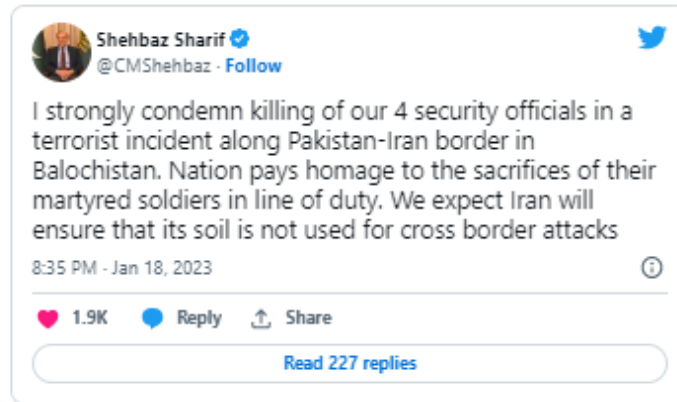 Shehbaz Sharif
@CMShehbaz · Follow
I strongly condemn killing of our 4 security officials in a
terrorist incident along Pakistan-Iran border in
Balochistan. Nation pays homage to the sacrifices of their
martyred soldiers in line of duty. We expect Iran will
ensure that its soil is not used for cross border attacks
8:35 PM · Jan 18, 2023
1.9K Reply Share
Read 227 replies